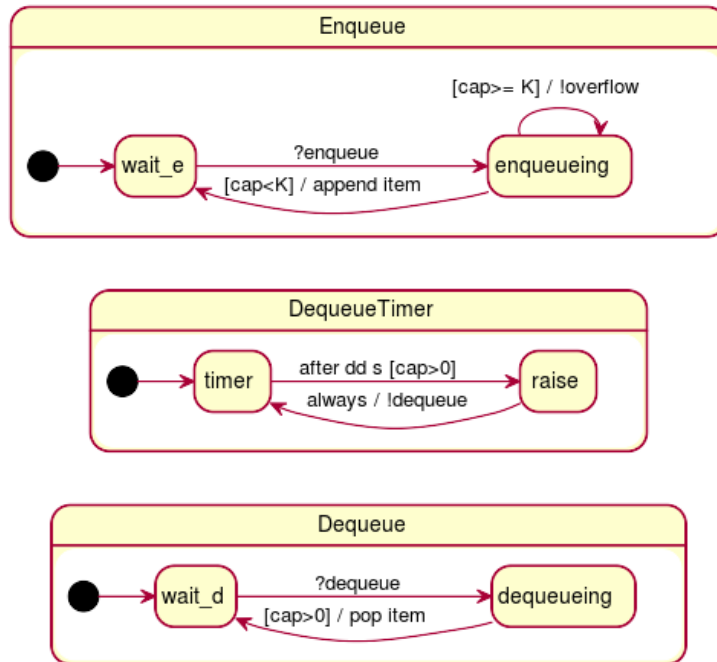 Enqueue
[cap>= K] / !overflow
wait_e
?enqueue
enqueueing
[cap<K] / append item
DequeueTimer
timer
after dd s [cap>0]
raise
always / !dequeue
Dequeue
wait_d
?dequeue
dequeueing
[cap>0] / pop item